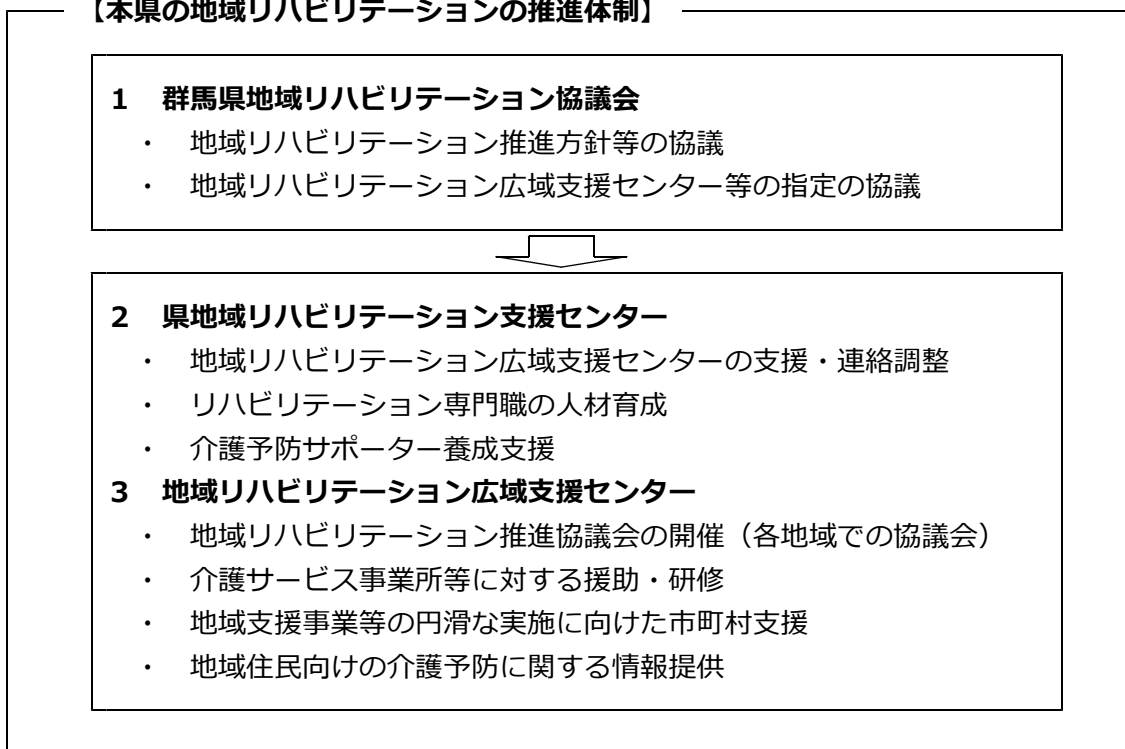 【本県の地域リハビリテーションの推進体制】
1 群馬県地域リハビリテーション協議会
・ 地域リハビリテーション推進方針等の協議
・ 地域リハビリテーション広域支援センター等の指定の協議
2 県地域リハビリテーション支援センター
・ 地域リハビリテーション広域支援センターの支援・連絡調整
・ リハビリテーション専門職の人材育成
・ 介護予防サポーター養成支援
3 地域リハビリテーション広域支援センター
・ 地域リハビリテーション推進協議会の開催（各地域での協議会）
・ 介護サービス事業所等に対する援助・研修
・ 地域支援事業等の円滑な実施に向けた市町村支援
・ 地域住民向けの介護予防に関する情報提供